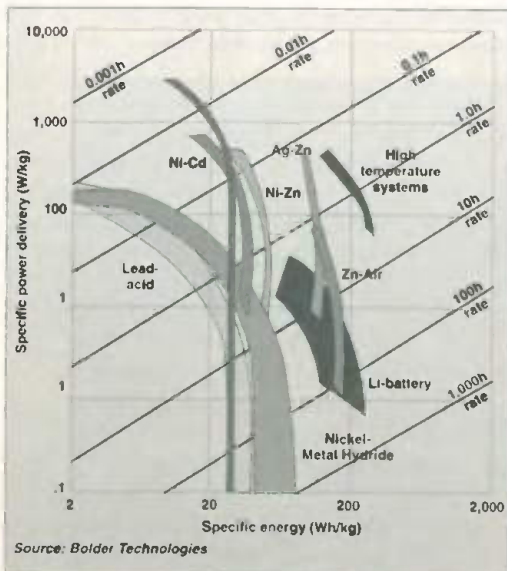 10,000
1,000
100
1
1
.1
Specific power delivery (W/kg)
0.001h
rate
0.01h
rate
0.1h
rate
1.0h
rate
10h
rate
100h
rate
1,000h
rate
Ni-Cd
Ag-Zn
Ni-Zn
High
temperature
systems
Lead-
acid
Zn-Air
Li-battery
Nickel-
Metal Hydride
2
20
200
2,000
Specific energy (Wh/kg)
Source: Bolder Technologies